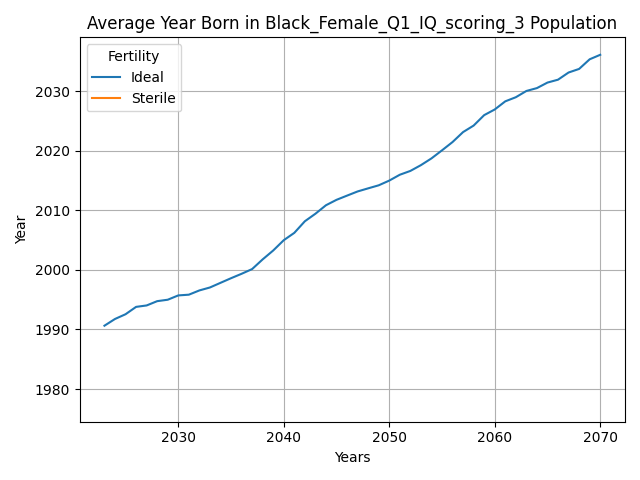 Average Year Born in Black_Female_Q1_IQ_scoring_3 Population
Fertility
Ideal
Sterile
Year
2030
2020
2010
2000
1990
1980
2030 2040 2050 2060 2070
Years